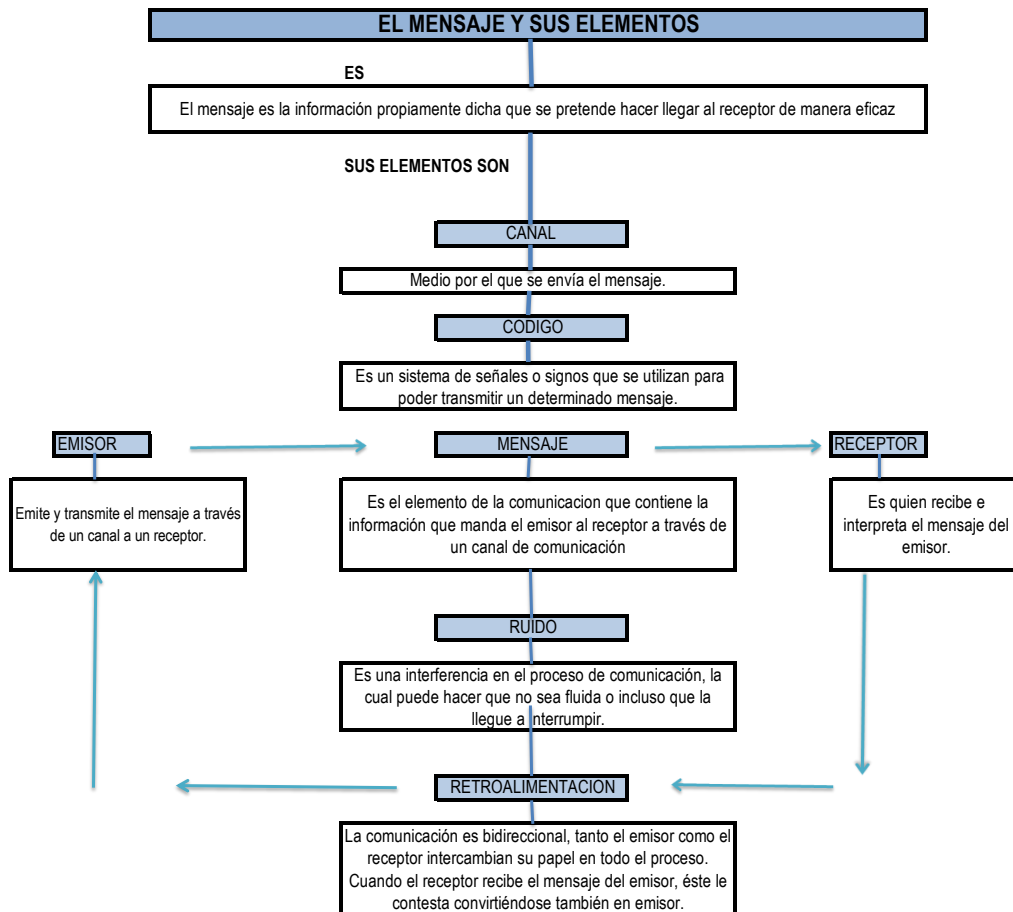 EL MENSAJE Y SUS ELEMENTOS
ES
El mensaje es la información propiamente dicha que se pretende hacer llegar al receptor de manera eficaz
SUS ELEMENTOS SON
CANAL
Medio por el que se envía el mensaje.
CODIGO
Es un sistema de señales o signos que se utilizan para
poder transmitir un determinado mensaje.
EMISOR
MENSAJE
RECEPTOR
Emite y transmite el mensaje a través
de un canal a un receptor.
Es el elemento de la comunicacion que contiene la
información que manda el emisor al receptor a través de
un canal de comunicación
Es quien recibe e
interpreta el mensaje del
emisor.
RUIDO
Es una interferencia en el proceso de comunicación, la
cual puede hacer que no sea fluida o incluso que la
llegue a interrumpir.
RETROALIMENTACION
La comunicación es bidireccional, tanto el emisor como el
receptor intercambian su papel en todo el proceso.
Cuando el receptor recibe el mensaje del emisor, éste le
contesta convirtiéndose también en emisor.